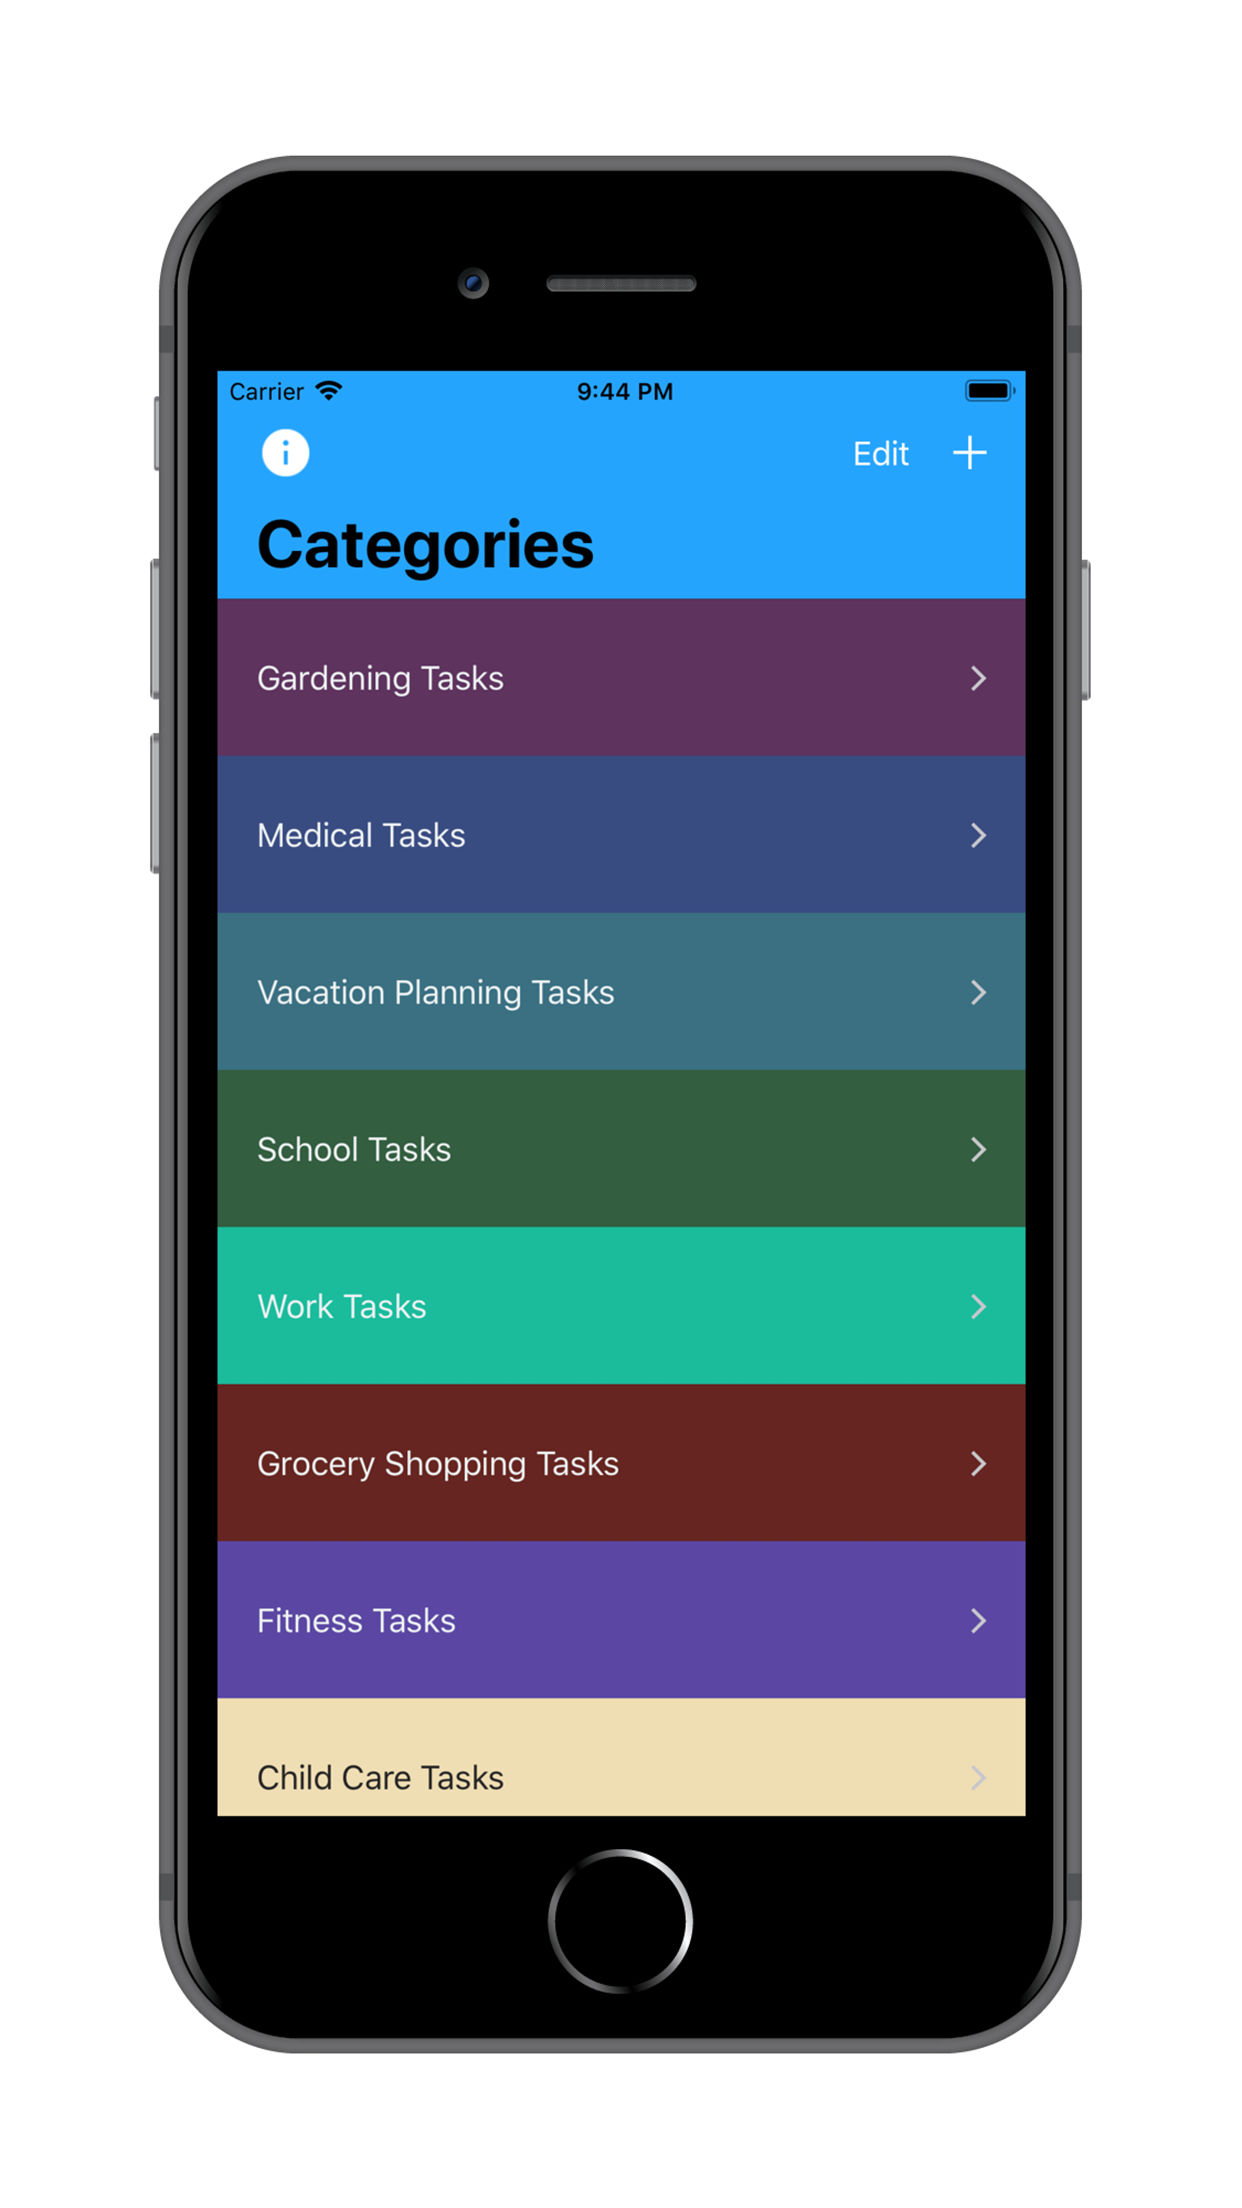 Carrier 9:44 PM
i Edit +
Categories
Gardening Tasks
Medical Tasks
Vacation Planning Tasks
School Tasks
Work Tasks
Grocery Shopping Tasks
Fitness Tasks
Child Care Tasks